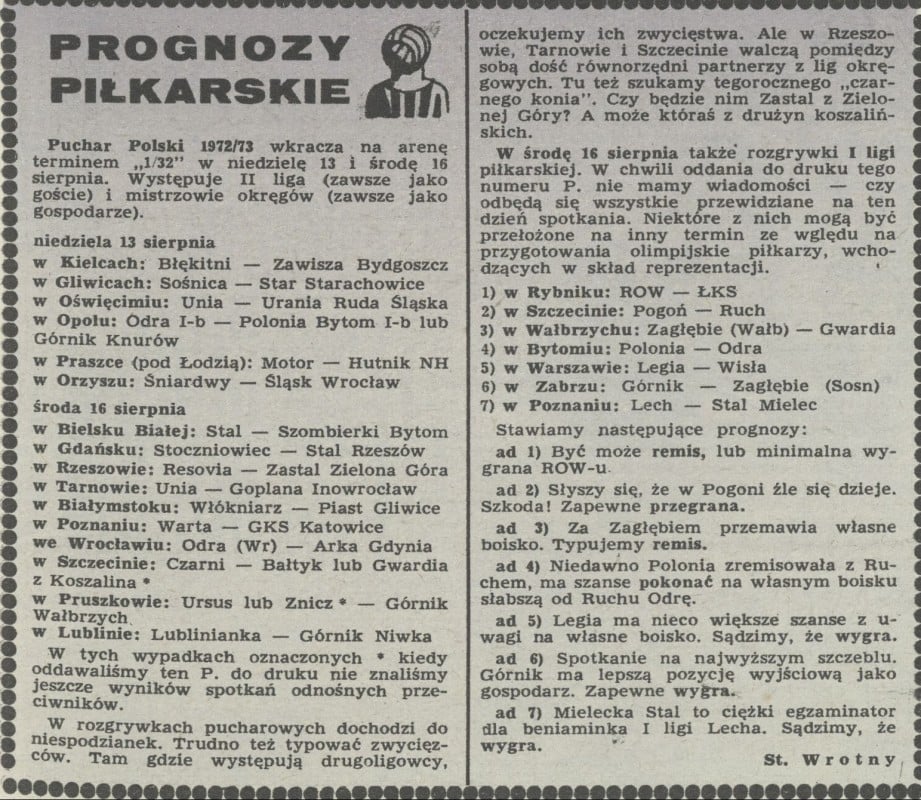 PROGNOZY
PIŁKARSKIE
Puchar Polski 1972/73 wkracza na arenę
terminem „1/32” w niedzielę 13 i środę 16
sierpnia. Występuje II liga (zawsze jako
goście) i mistrzowie okręgów (zawsze jako
gospodarze).
niedziela 13 sierpnia
w Kielcach: Błękitni — Zawisza Bydgoszcz
w Gliwicach: Sośnica — Star Starachowice
w Oświęcimiu: Unia — Urania Ruda Śląska
w Opolu: Odra I-b — Polonia Bytom I-b lub
Górnik Knurów
w Praszce (pod Łodzią): Motor — Hutnik NH
w Orzyszu: Śniardwy — Śląsk Wrocław
środa 16 sierpnia
w Bielsku Białej: Stal — Szombierki Bytom
w Gdańsku: Stoczniowiec — Stal Rzeszów
w Rzeszowie: Resovia — Zastal Zielona Góra
w Tarnowie: Unia — Goplana Inowrocław
w Białymstoku: Włókniarz — Piast Gliwice
w Poznaniu: Warta — GKS Katowice
we Wrocławiu: Odra (Wr) — Arka Gdynia
w Szczecinie: Czarni — Bałtyk lub Gwardia
z Koszalina *
w Pruszkowie: Ursus lub Znicz * — Górnik
Wałbrzych
w Lublinie: Lublinianka — Górnik Niwka
W tych wypadkach oznaczonych * kiedy
oddawaliśmy ten P. do druku nie znaliśmy
jeszcze wyników spotkań odnośnych prze-
ciwników.
W rozgrywkach pucharowych dochodzi do
niespodzianek. Trudno też typować zwycięz-
ców. Tam gdzie występują drugoligowcy,
oczekujemy ich zwycięstwa. Ale w Rzeszo-
wie, Tarnowie i Szczecinie walczą pomiędzy
sobą dość równorzędni partnerzy z lig okrę-
gowych. Tu też szukamy tegorocznego „czar-
nego konia”. Czy będzie nim Zastal z Zielo-
nej Góry? A może któraś z drużyn koszaliń-
skich.
W środę 16 sierpnia także rozgrywki I ligi
piłkarskiej. W chwili oddania do druku tego
numeru P. nie mamy wiadomości — czy
odbędą się wszystkie przewidziane na ten
dzień spotkania. Niektóre z nich mogą być
przełożone na inny termin ze względu na
przygotowania olimpijskie piłkarzy, wcho-
dzących w skład reprezentacji.
1) w Rybniku: ROW — ŁKS
2) w Szczecinie: Pogoń — Ruch
3) w Wałbrzychu: Zagłębie (Wałb) — Gwardia
4) w Bytomiu: Polonia — Odra
5) w Warszawie: Legia — Wisła
6) w Zabrzu: Górnik — Zagłębie (Sosn)
7) w Poznaniu: Lech — Stal Mielec
Stawiamy następujące prognozy:
ad 1) Być może remis, lub minimalna wy-
grana ROW-u.
ad 2) Słyszy się, że w Pogoni źle się dzieje.
Szkoda! Zapewne przegrana.
ad 3) Za Zagłębiem przemawia własne
boisko. Typujemy remis.
ad 4) Niedawno Polonia zremisowała z Ru-
chem, ma szanse pokonać na własnym boisku
słabszą od Ruchu Odrę.
ad 5) Legia ma nieco większe szanse z u-
wagi na własne boisko. Sądzimy, że wygra.
ad 6) Spotkanie na najwyższym szczeblu.
Górnik ma lepszą pozycję wyjściową jako
gospodarz. Zapewne wygra.
ad 7) Mielecka Stal to ciężki egzaminator
dla beniaminka I ligi Lecha. Sądzimy, że
wygra.
St. Wrotny